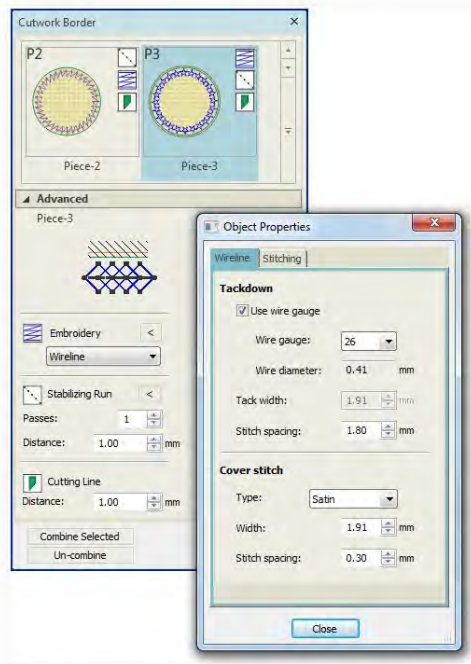 Cutwork Border
P2 P3
Piece-2 Piece-3
Advanced
Piece-3
Embroidery <
Wireline
Stabilizing Run <
Passes: 1
Distance: 1.00 mm
Cutting Line
Distance: 1.00 mm
Combine Selected
Un-combine
Object Properties
Wireline Stitching
Tackdown
Use wire gauge
Wire gauge: 26
Wire diameter: 0.41 mm
Tack width: 1.91 mm
Stitch spacing: 1.80 mm
Cover stitch
Type: Satin
Width: 1.91 mm
Stitch spacing: 0.30 mm
Close